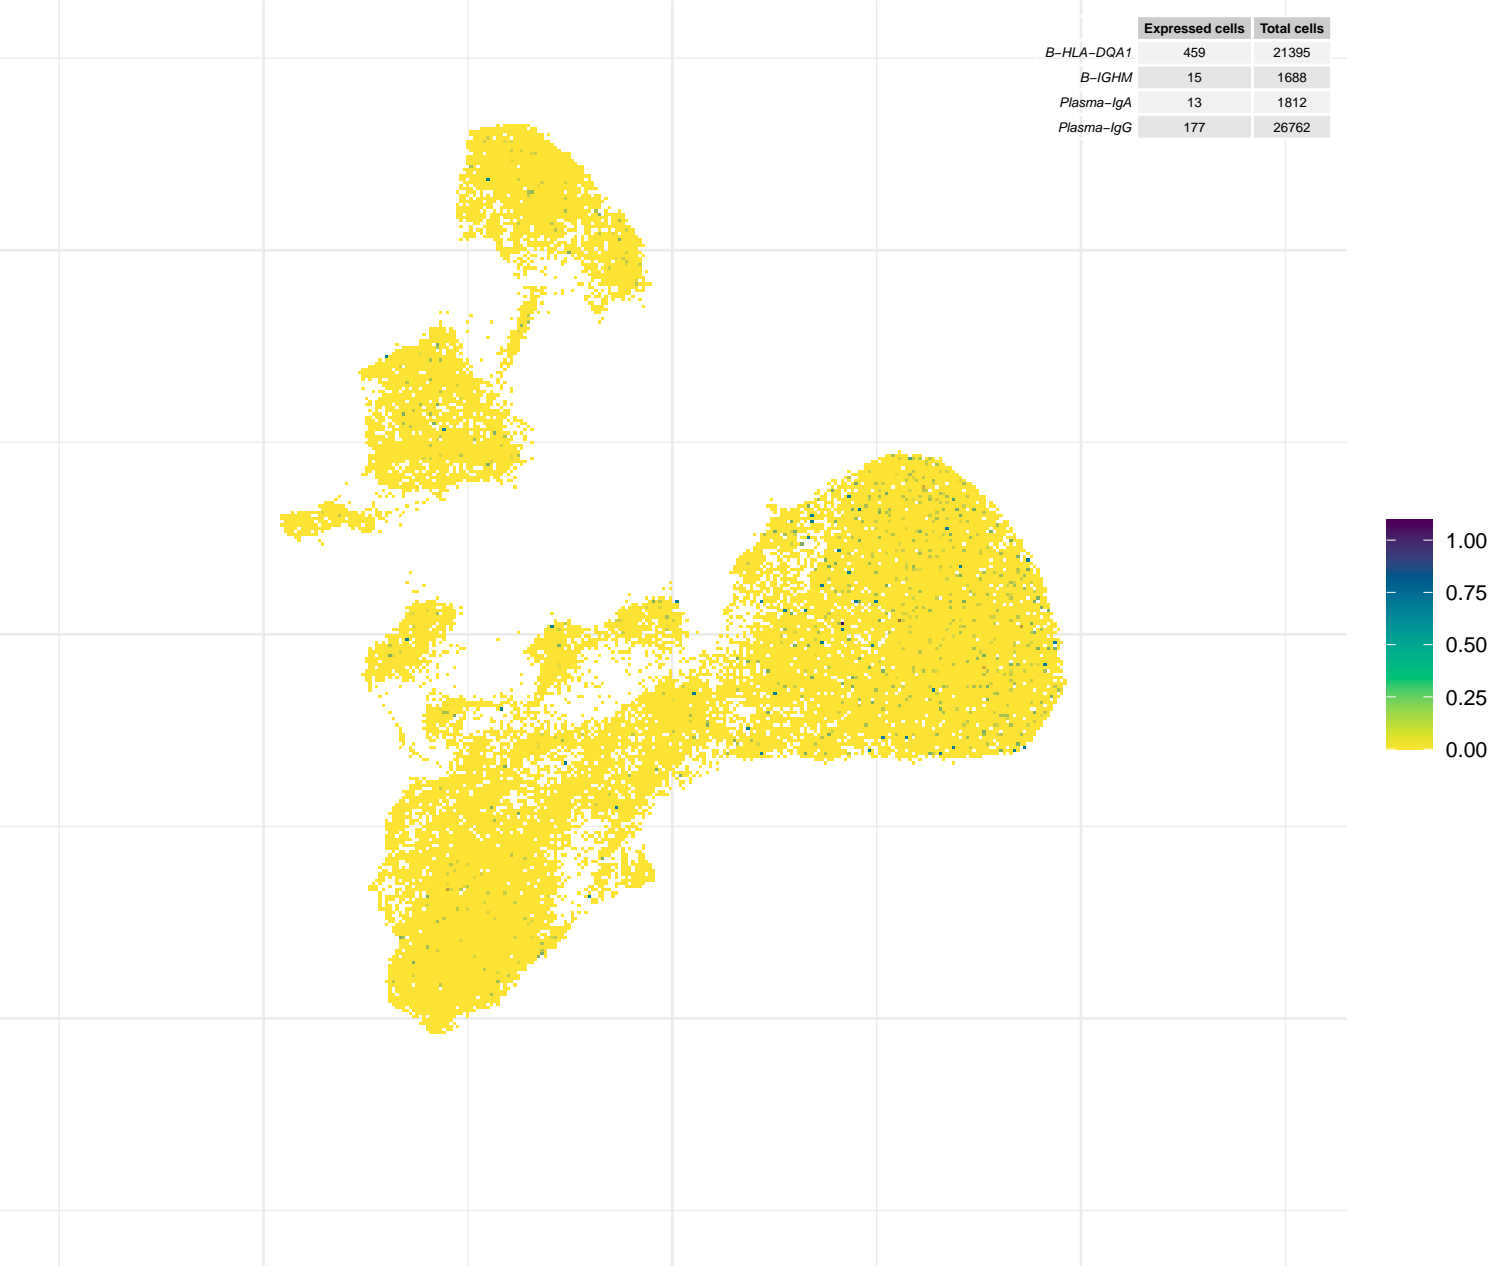 Expressed cells Total cells
B−HLA−DQA1 459 21395
B−IGHM 15 1688
Plasma−IgA 13 1812
Plasma−IgG 177 26762
1.00
0.75
0.50
0.25
0.00